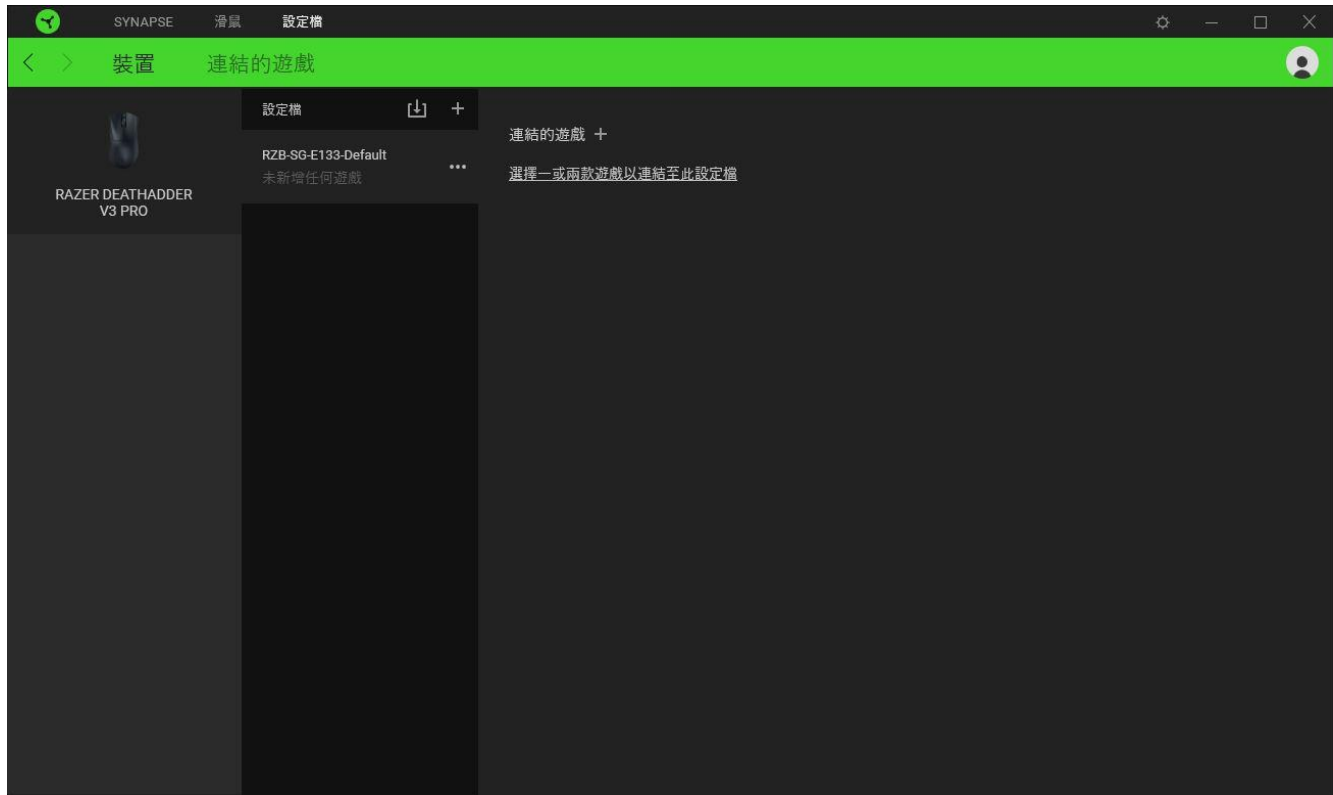 SYNAPSE 滑鼠 設定檔
裝置 連結的遊戲
RAZER DEATHADDER
V3 PRO
設定檔
RZB-SG-E133-Default
未新增任何遊戲
連結的遊戲
選擇一或兩款遊戲以連結至此設定檔